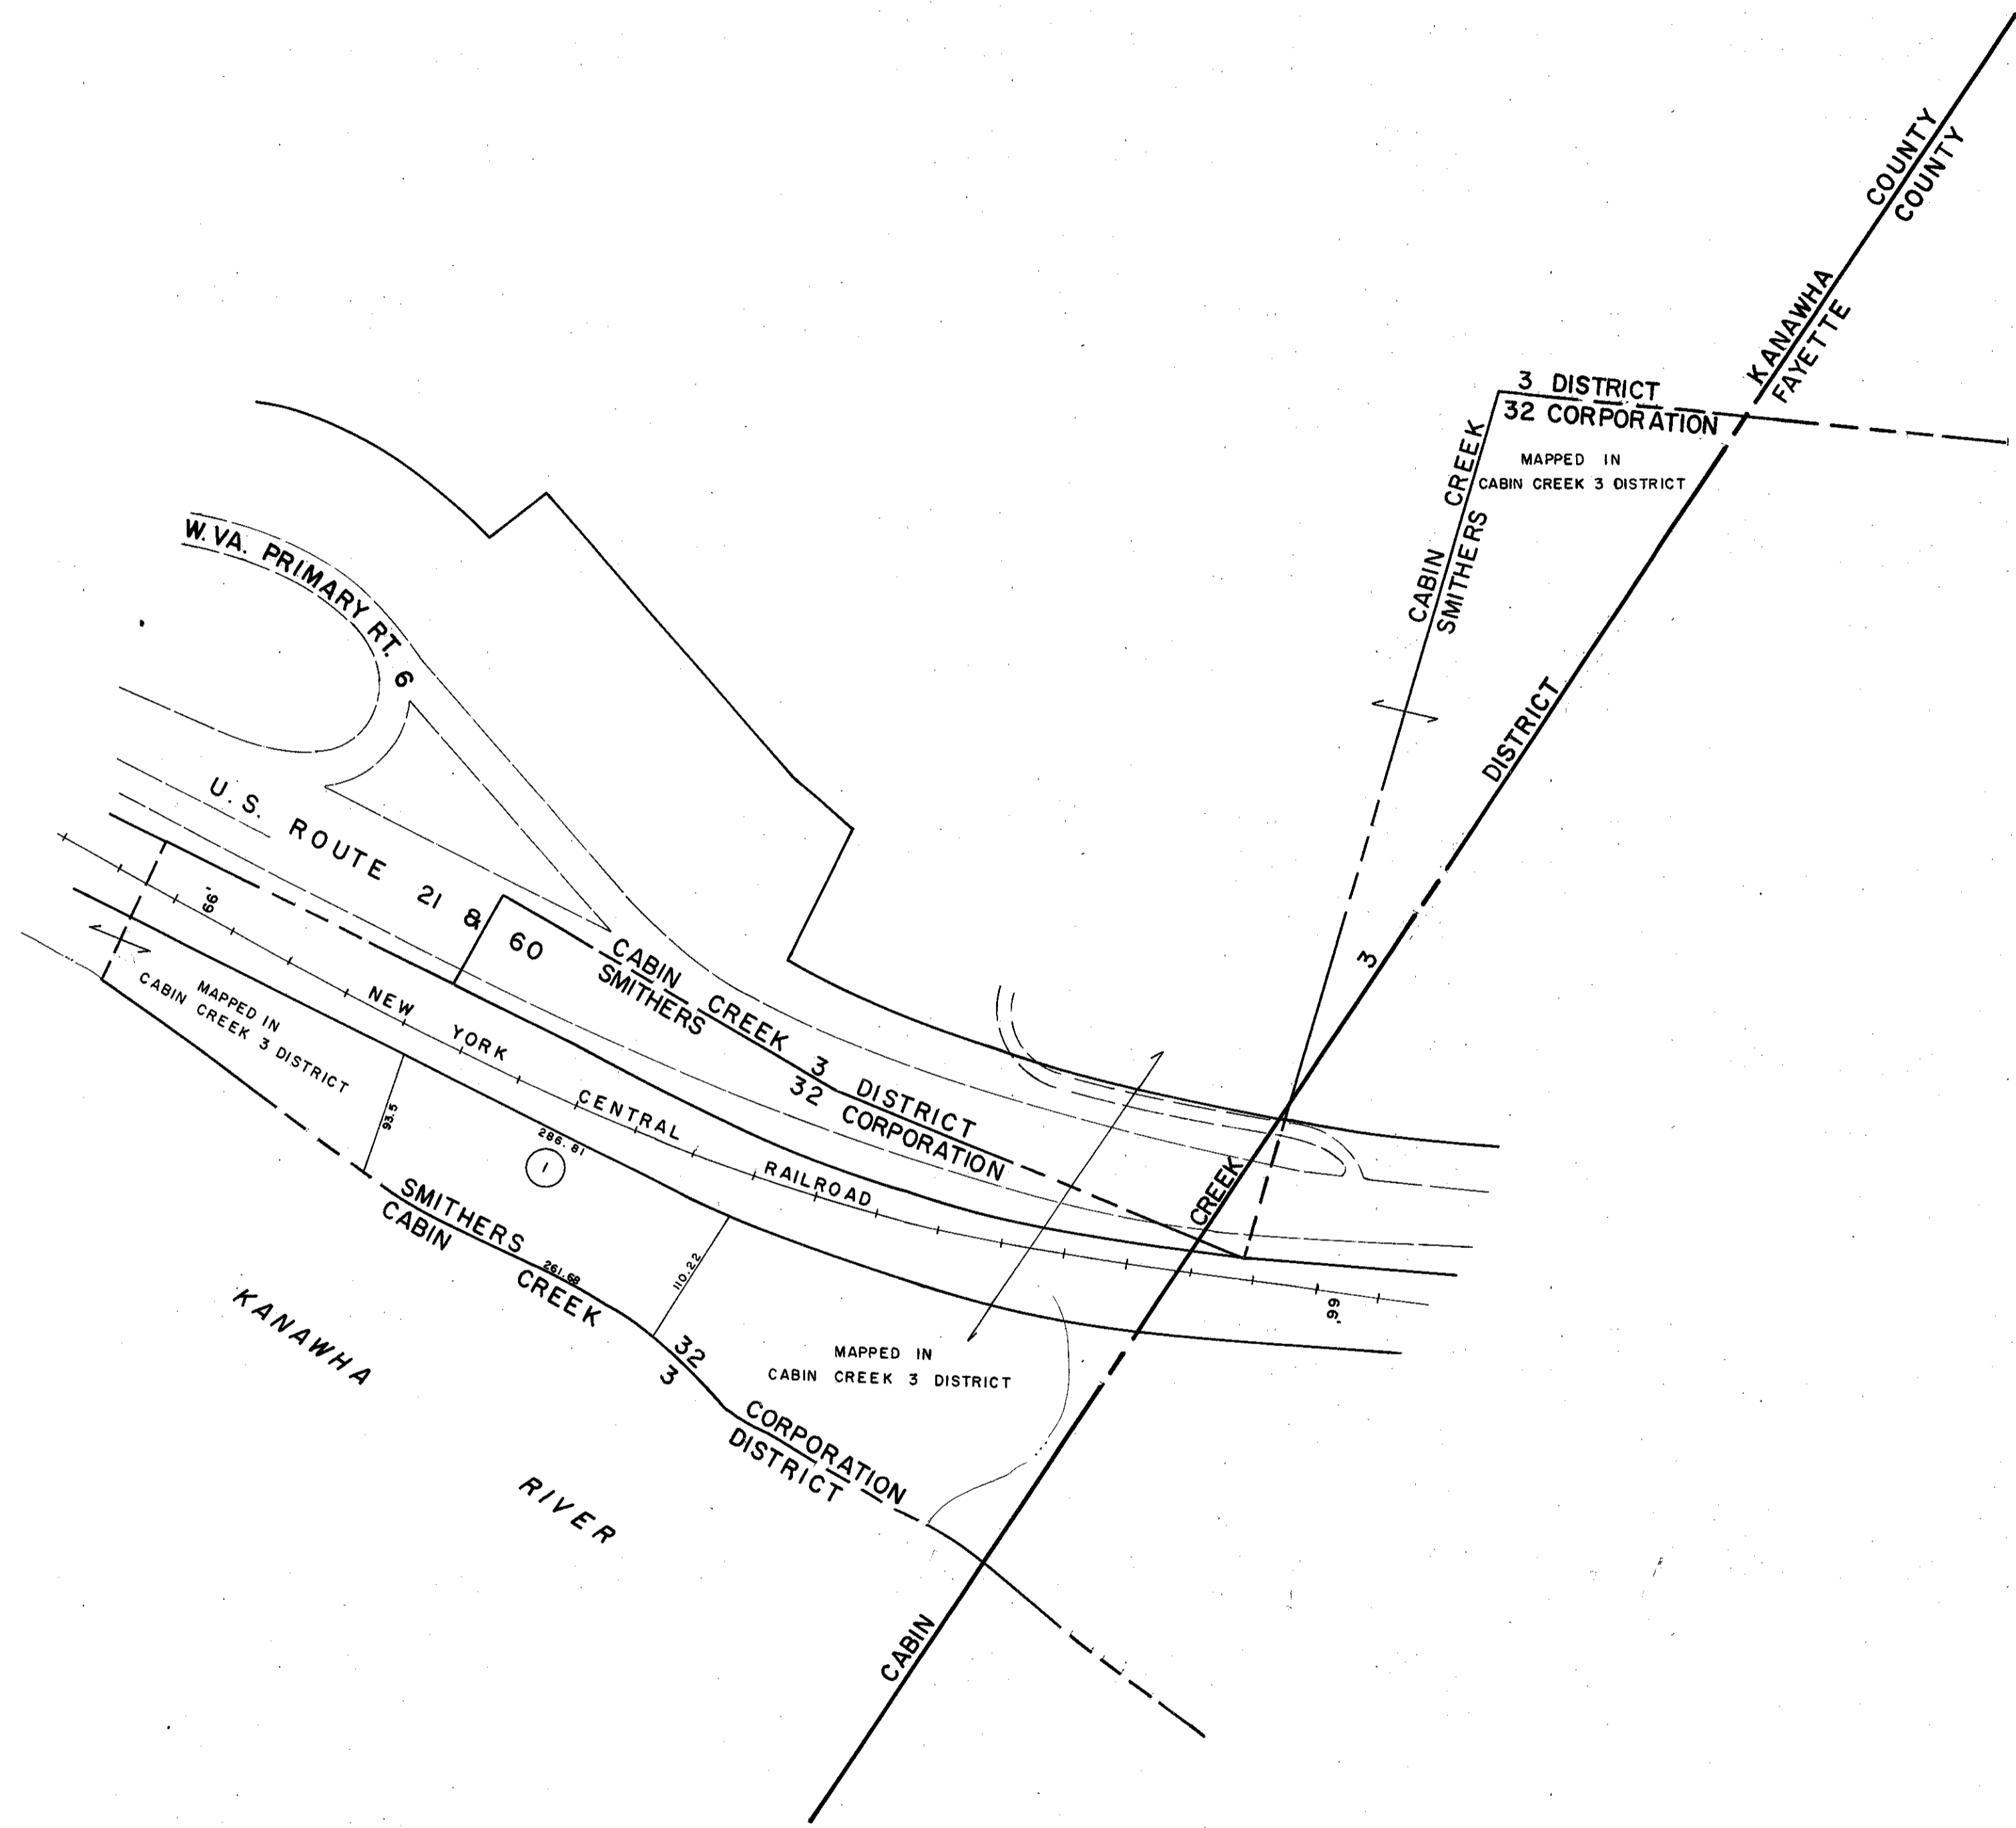 KANAWHA COUNTY
FAYETTE COUNTY
3 DISTRICT
32 CORPORATION
MAPPED IN
CABIN CREEK 3 DISTRICT
CABIN CREEK
SMITHERS
W.VA. PRIMARY RT. 6
U.S. ROUTE 21 & 60
CABIN CREEK 3 DISTRICT
SMITHERS 32 CORPORATION
CABIN CREEK 3 DISTRICT
66'
NEW YORK CENTRAL RAILROAD
66'
MAPPED IN
CABIN CREEK 3 DISTRICT
93.5
286.81
1
110.22
261.68
SMITHERS 32 CORPORATION
CABIN CREEK 3 DISTRICT
MAPPED IN
CABIN CREEK 3 DISTRICT
KANAWHA RIVER